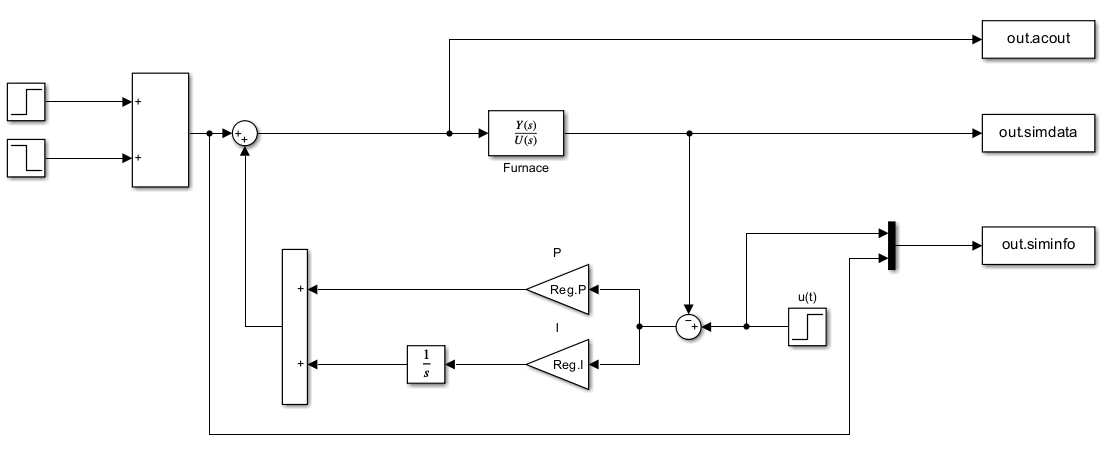 out.acout
+
+
+
+
Y(s)
U(s)
Furnace
out.simdata
out.siminfo
P
+
Reg.P
u(t)
−
+
I
+
1
s
Reg.I